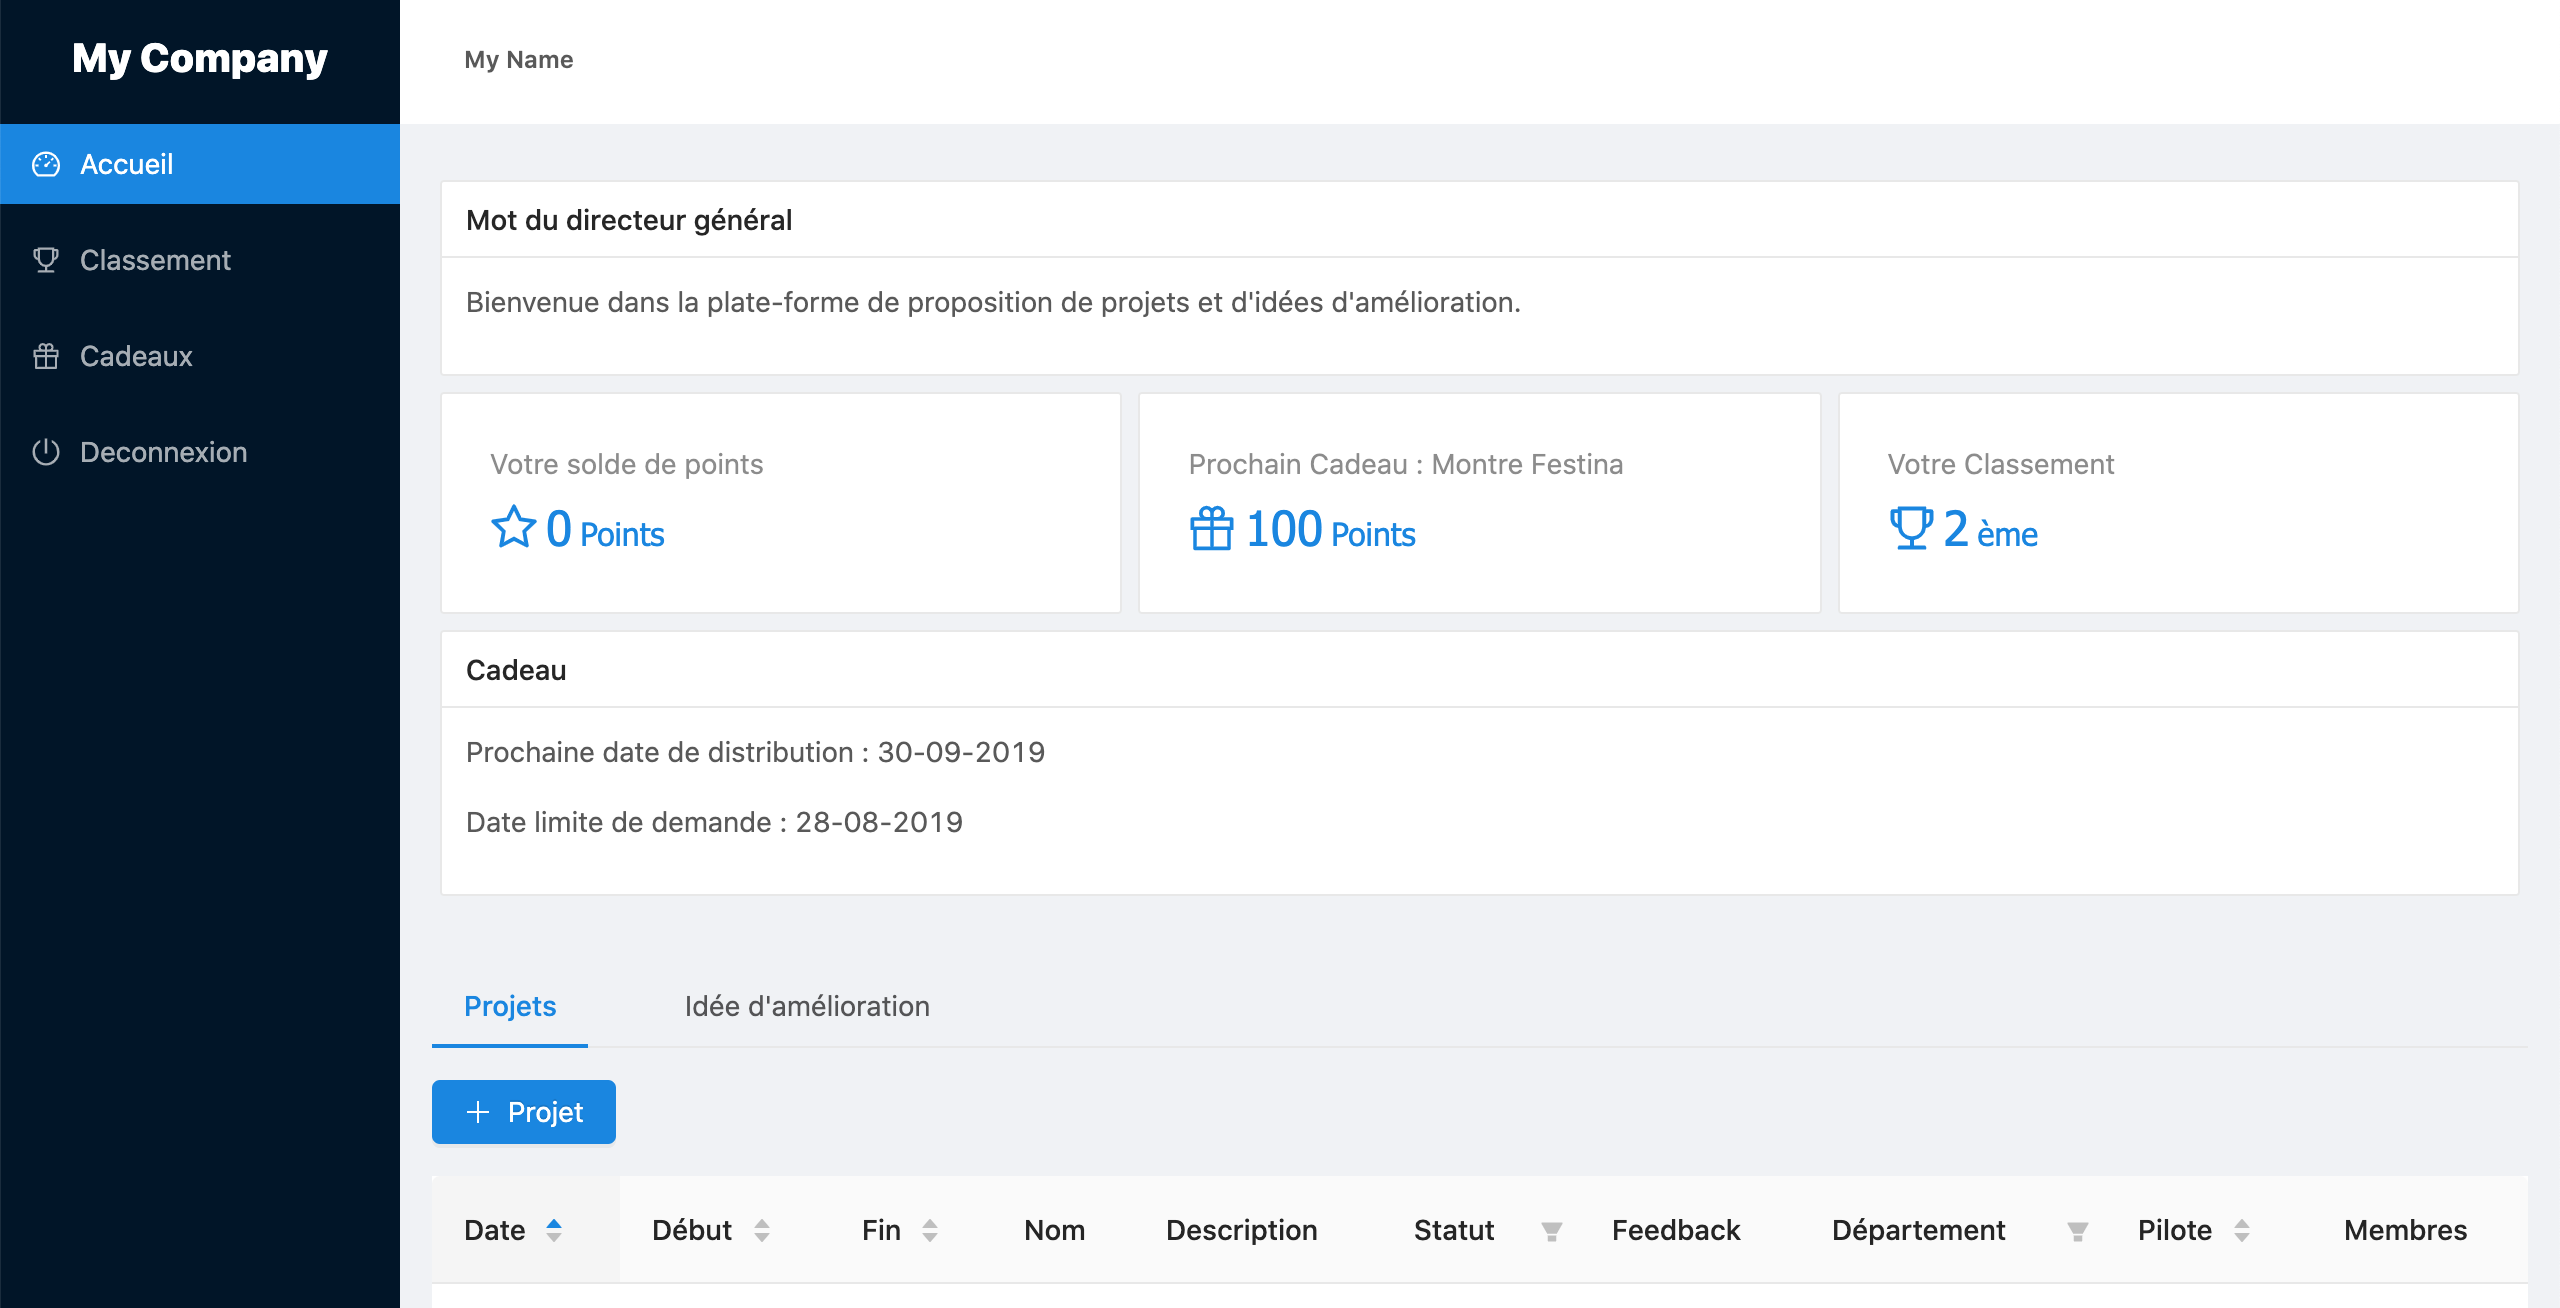 My Company
My Name
Accueil
Classement
Cadeaux
Deconnexion
Mot du directeur général
Bienvenue dans la plate-forme de proposition de projets et d'idées d'amélioration.
Votre solde de points
0 Points
Prochain Cadeau : Montre Festina
100 Points
Votre Classement
2 ème
Cadeau
Prochaine date de distribution : 30-09-2019
Date limite de demande : 28-08-2019
Projets Idée d'amélioration
+ Projet
Date Début Fin Nom Description Statut Feedback Département Pilote Membres